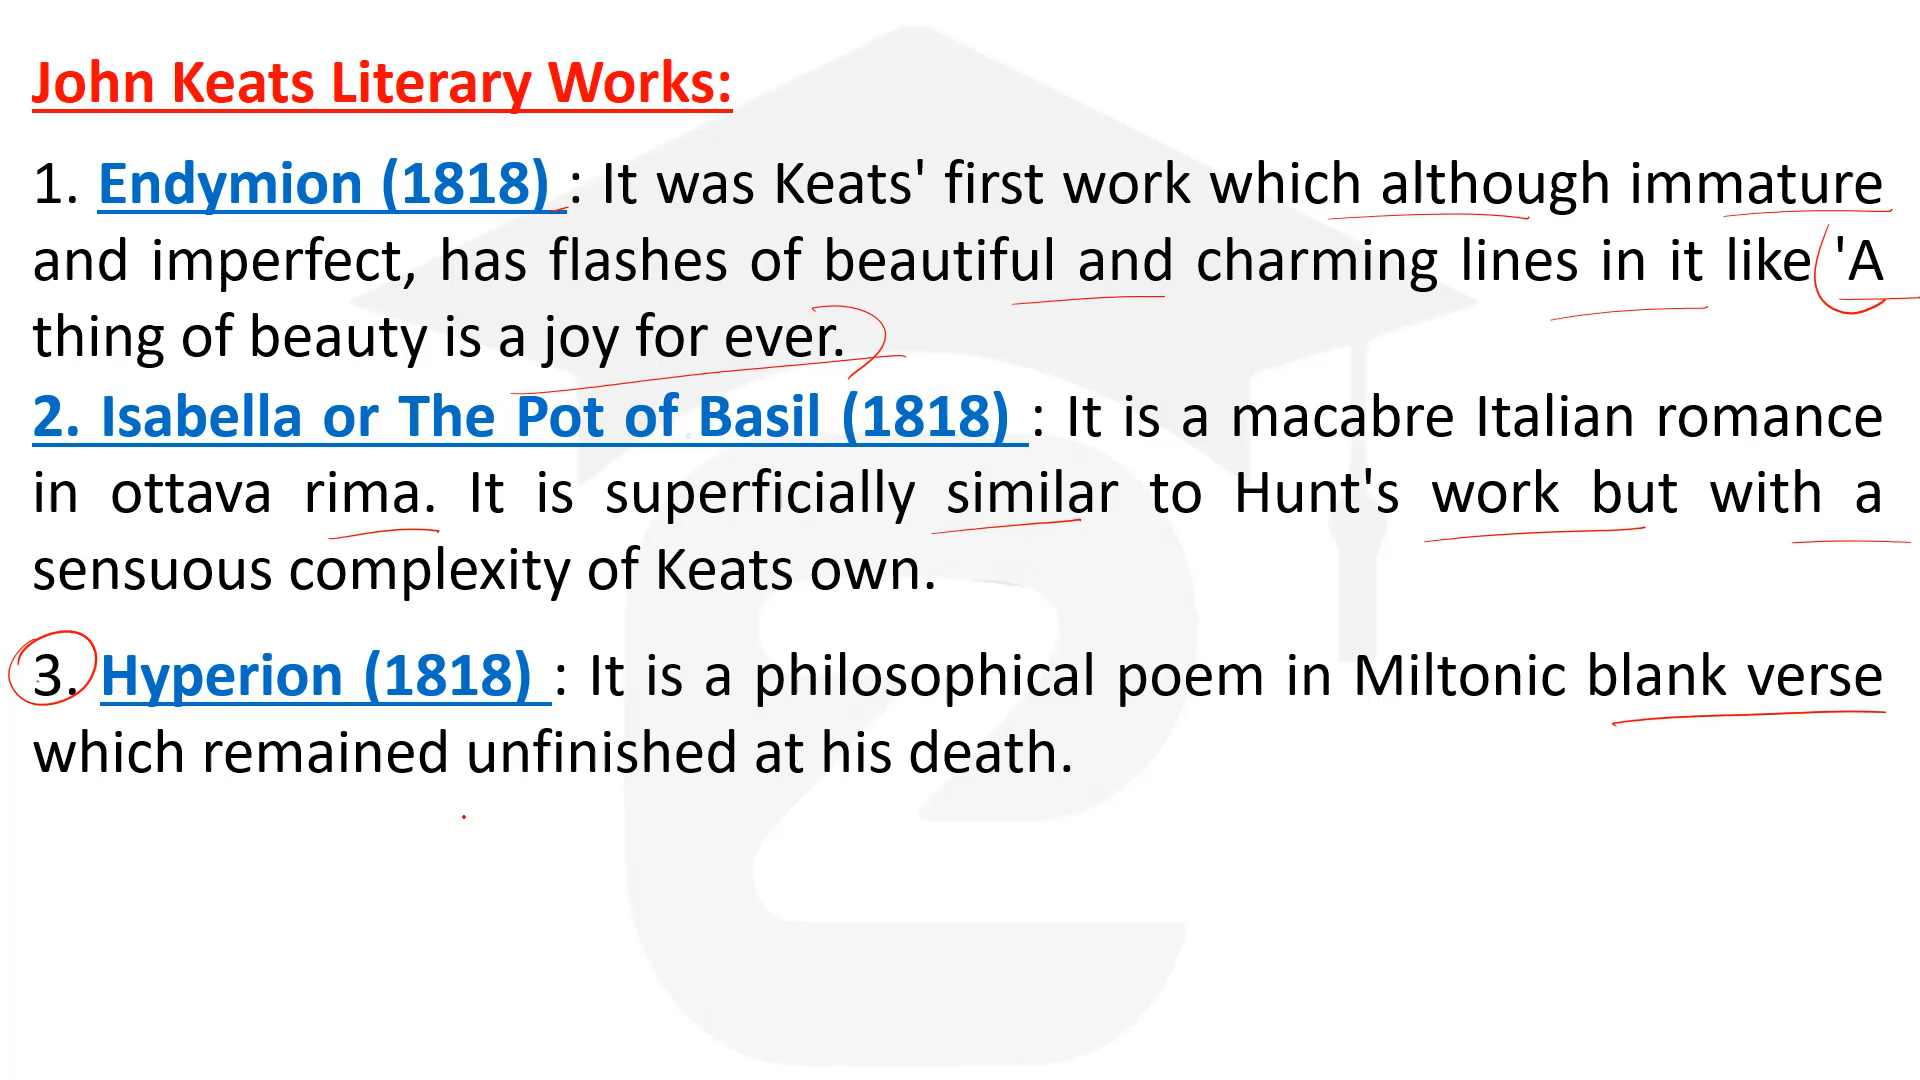 John Keats Literary Works:
1. Endymion (1818) : It was Keats' first work which although immature
and imperfect, has flashes of beautiful and charming lines in it like 'A
thing of beauty is a joy for ever.
2. Isabella or The Pot of Basil (1818) : It is a macabre Italian romance
in ottava rima. It is superficially similar to Hunt's work but with a
sensuous complexity of Keats own.
3. Hyperion (1818) : It is a philosophical poem in Miltonic blank verse
which remained unfinished at his death.